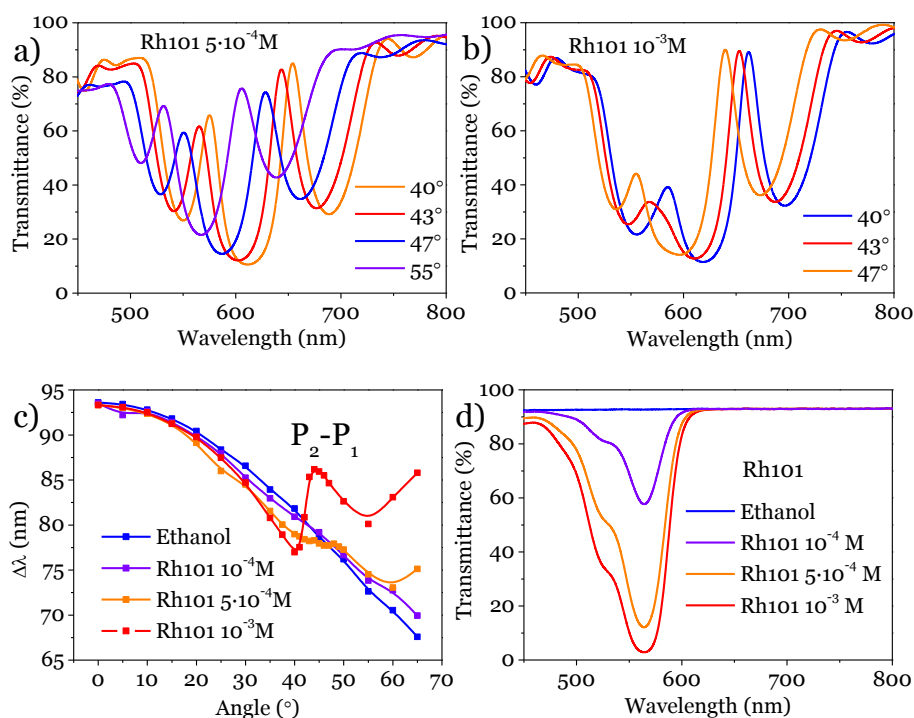 a)
Rh101 5·10⁻⁴M
Transmittance (%)
100
80
60
40
20
0
40°
43°
47°
55°
500
600
700
800
Wavelength (nm)
b)
Rh101 10⁻³M
Transmittance (%)
100
80
60
40
20
0
40°
43°
47°
500
600
700
800
Wavelength (nm)
c)
P₂-P₁
Δλ (nm)
95
90
85
80
75
70
65
Ethanol
Rh101 10⁻⁴M
Rh101 5·10⁻⁴M
Rh101 10⁻³M
0
10
20
30
40
50
60
70
Angle (°)
d)
Rh101
Transmittance (%)
100
80
60
40
20
0
Ethanol
Rh101 10⁻⁴ M
Rh101 5·10⁻⁴ M
Rh101 10⁻³ M
500
600
700
800
Wavelength (nm)